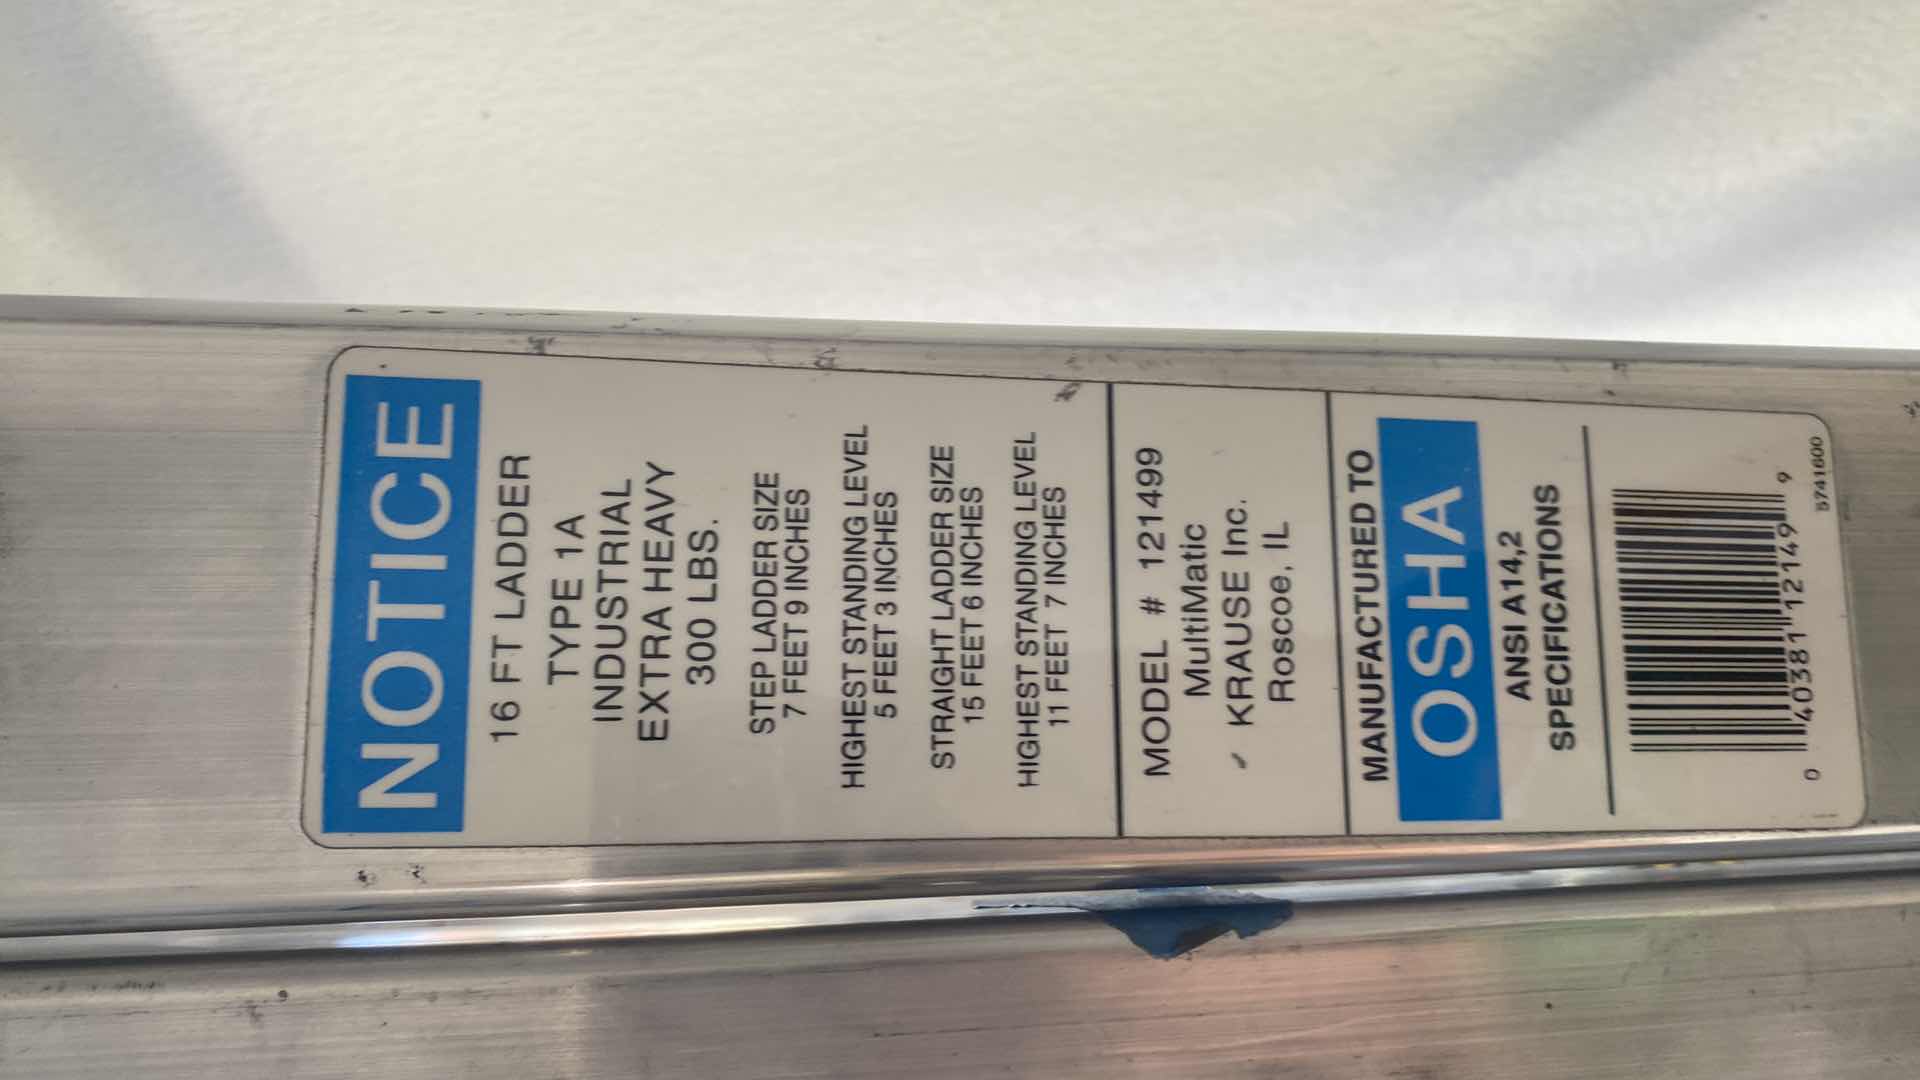 NOTICE
16 FT LADDER
TYPE 1A
INDUSTRIAL
EXTRA HEAVY
300 LBS.
STEP LADDER SIZE
7 FEET 9 INCHES
HIGHEST STANDING LEVEL
5 FEET 3 INCHES
STRAIGHT LADDER SIZE
15 FEET 6 INCHES
HIGHEST STANDING LEVEL
11 FEET 7 INCHES
MODEL # 121499
MultiMatic
KRAUSE Inc.
Roscoe, IL
MANUFACTURED TO
OSHA
ANSI A14,2
SPECIFICATIONS
0 40381 12149 9
5741600